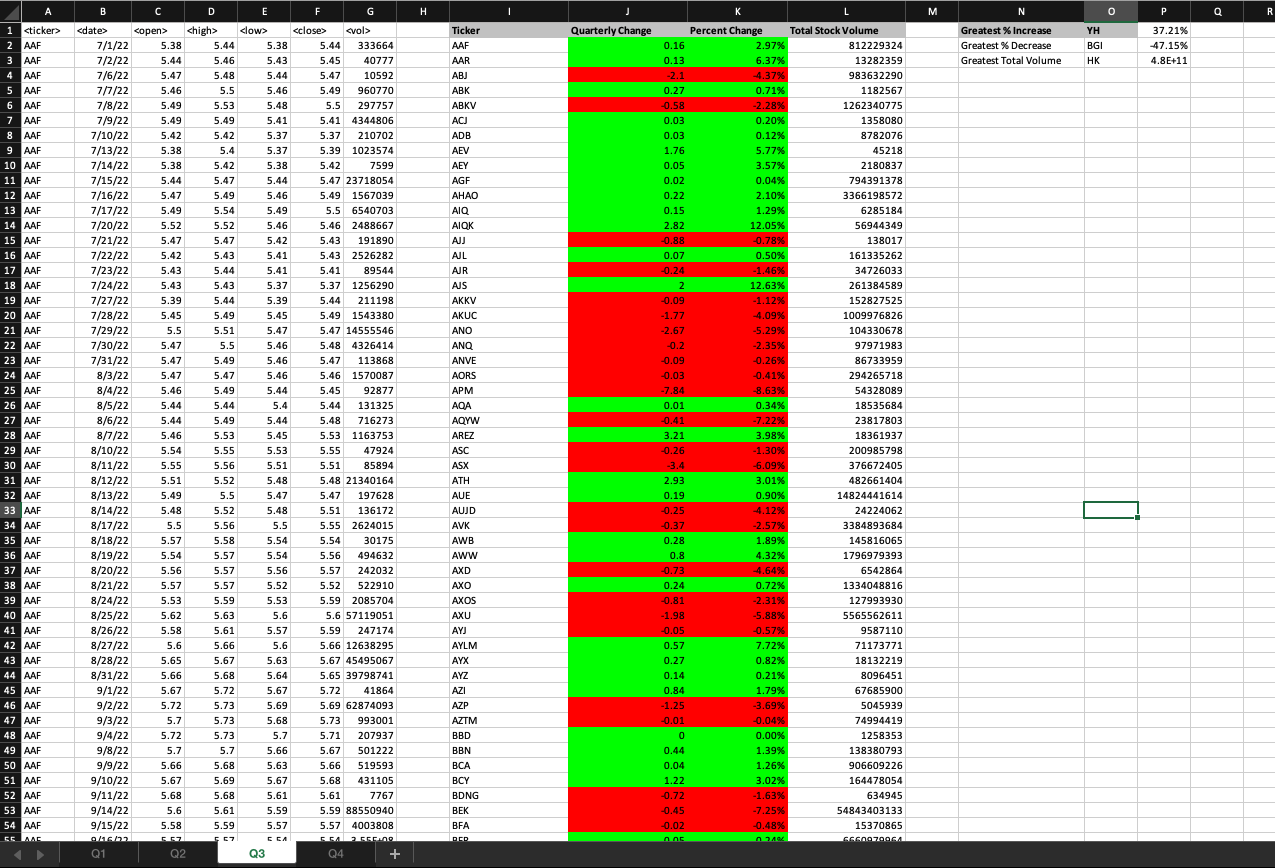 A B C D E F G H I J K L M N O P Q R
1 <ticker> <date> <open> <high> <low> <close> <vol> Ticker Quarterly Change Percent Change Total Stock Volume Greatest % Increase YH 37.21%
2 AAF 7/1/22 5.38 5.44 5.38 5.44 333664 AAF 0.16 2.97% 812229324 Greatest % Decrease BGI -47.15%
3 AAF 7/2/22 5.44 5.46 5.43 5.45 40777 AAR 0.13 6.37% 13282359 Greatest Total Volume HK 4.8E+11
4 AAF 7/6/22 5.47 5.48 5.44 5.47 10592 ABJ -2.1 -4.37% 983632290
5 AAF 7/7/22 5.46 5.5 5.46 5.49 960770 ABK 0.27 0.71% 1182567
6 AAF 7/8/22 5.49 5.53 5.48 5.5 297757 ABKV -0.58 -2.28% 1262340775
7 AAF 7/9/22 5.49 5.49 5.41 5.41 4344806 ACJ 0.03 0.20% 1358080
8 AAF 7/10/22 5.42 5.42 5.37 5.37 210702 ADB 0.03 0.12% 8782076
9 AAF 7/13/22 5.38 5.4 5.37 5.39 1023574 AEV 1.76 5.77% 45218
10 AAF 7/14/22 5.38 5.42 5.38 5.42 7599 AEY 0.05 3.57% 2180837
11 AAF 7/15/22 5.44 5.47 5.44 5.47 23718054 AGF 0.02 0.04% 794391378
12 AAF 7/16/22 5.47 5.49 5.46 5.49 1567039 AHAO 0.22 2.10% 3366198572
13 AAF 7/17/22 5.49 5.54 5.49 5.5 6540703 AIQ 0.15 1.29% 6285184
14 AAF 7/20/22 5.52 5.52 5.46 5.46 2488667 AIQK 2.82 12.05% 56944349
15 AAF 7/21/22 5.47 5.47 5.42 5.43 191890 AJJ -0.88 -0.78% 138017
16 AAF 7/22/22 5.42 5.43 5.41 5.43 2526282 AJL 0.07 0.50% 161335262
17 AAF 7/23/22 5.43 5.44 5.41 5.41 89544 AJR -0.24 -1.46% 34726033
18 AAF 7/24/22 5.43 5.43 5.37 5.37 1256290 AJS 2 12.63% 261384589
19 AAF 7/27/22 5.39 5.44 5.39 5.44 211198 AKKV -0.09 -1.12% 152827525
20 AAF 7/28/22 5.45 5.49 5.45 5.49 1543380 AKUC -1.77 -4.09% 1009976826
21 AAF 7/29/22 5.5 5.51 5.47 5.47 14555546 ANO -2.67 -5.29% 104330678
22 AAF 7/30/22 5.47 5.5 5.46 5.48 4326414 ANQ -0.2 -2.35% 97971983
23 AAF 7/31/22 5.47 5.49 5.46 5.47 113868 ANVE -0.09 -0.26% 86733959
24 AAF 8/3/22 5.47 5.47 5.46 5.46 1570087 AORS -0.03 -0.41% 294265718
25 AAF 8/4/22 5.46 5.49 5.44 5.45 92877 APM -7.84 -8.63% 54328089
26 AAF 8/5/22 5.44 5.44 5.4 5.44 131325 AQA 0.01 0.34% 18535684
27 AAF 8/6/22 5.44 5.49 5.44 5.48 716273 AQYW -0.41 -7.22% 23817803
28 AAF 8/7/22 5.46 5.53 5.45 5.53 1163753 AREZ 3.21 3.98% 18361937
29 AAF 8/10/22 5.54 5.55 5.53 5.55 47924 ASC -0.26 -1.30% 200985798
30 AAF 8/11/22 5.55 5.56 5.51 5.51 85894 ASX -3.4 -6.09% 376672405
31 AAF 8/12/22 5.51 5.52 5.48 5.48 21340164 ATH 2.93 3.01% 482661404
32 AAF 8/13/22 5.49 5.5 5.47 5.47 197628 AUE 0.19 0.90% 14824441614
33 AAF 8/14/22 5.48 5.52 5.48 5.51 136172 AUJD -0.25 -4.12% 24224062
34 AAF 8/17/22 5.5 5.56 5.5 5.55 2624015 AVK -0.37 -2.57% 3384893684
35 AAF 8/18/22 5.57 5.58 5.54 5.54 30175 AWB 0.28 1.89% 145816065
36 AAF 8/19/22 5.54 5.57 5.54 5.56 494632 AWW 0.8 4.32% 1796979393
37 AAF 8/20/22 5.56 5.57 5.56 5.57 242032 AXD -0.73 -4.64% 6542864
38 AAF 8/21/22 5.57 5.57 5.52 5.52 522910 AXO 0.24 0.72% 1334048816
39 AAF 8/24/22 5.53 5.59 5.53 5.59 2085704 AXOS -0.81 -2.31% 127993930
40 AAF 8/25/22 5.62 5.63 5.6 5.6 57119051 AXU -1.98 -5.88% 5565562611
41 AAF 8/26/22 5.58 5.61 5.57 5.59 247174 AYJ -0.05 -0.57% 9587110
42 AAF 8/27/22 5.6 5.66 5.6 5.66 12638295 AYLM 0.57 7.72% 71173771
43 AAF 8/28/22 5.65 5.67 5.63 5.67 45495067 AYX 0.27 0.82% 18132219
44 AAF 8/31/22 5.66 5.68 5.64 5.65 39798741 AYZ 0.14 0.21% 8096451
45 AAF 9/1/22 5.67 5.72 5.67 5.72 41864 AZI 0.84 1.79% 67685900
46 AAF 9/2/22 5.72 5.73 5.69 5.69 62874093 AZP -1.25 -3.69% 5045939
47 AAF 9/3/22 5.7 5.73 5.68 5.73 993001 AZTM -0.01 -0.04% 74994419
48 AAF 9/4/22 5.72 5.73 5.7 5.71 207937 BBD 0 0.00% 1258353
49 AAF 9/8/22 5.7 5.7 5.66 5.67 501222 BBN 0.44 1.39% 138380793
50 AAF 9/9/22 5.66 5.68 5.63 5.66 519593 BCA 0.04 1.26% 906609226
51 AAF 9/10/22 5.67 5.69 5.67 5.68 431105 BCY 1.22 3.02% 164478054
52 AAF 9/11/22 5.68 5.68 5.61 5.61 7767 BDNG -0.72 -1.63% 634945
53 AAF 9/14/22 5.6 5.61 5.59 5.59 88550940 BEK -0.45 -7.25% 54843403133
54 AAF 9/15/22 5.58 5.59 5.57 5.57 4003808 BFA -0.02 -0.48% 15370865
55 AAF 9/16/22
Q1 Q2 Q3 Q4 +